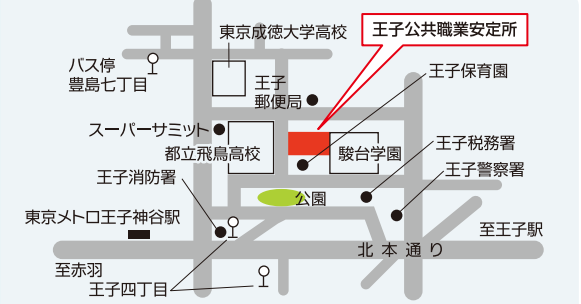 東京成徳大学高校
王子公共職業安定所
バス停
豊島七丁目
王子
郵便局
王子保育園
スーパーサミット
都立飛鳥高校
駿台学園
王子税務署
王子消防署
王子警察署
公園
東京メトロ王子神谷駅
至王子駅
北本通り
至赤羽
王子四丁目